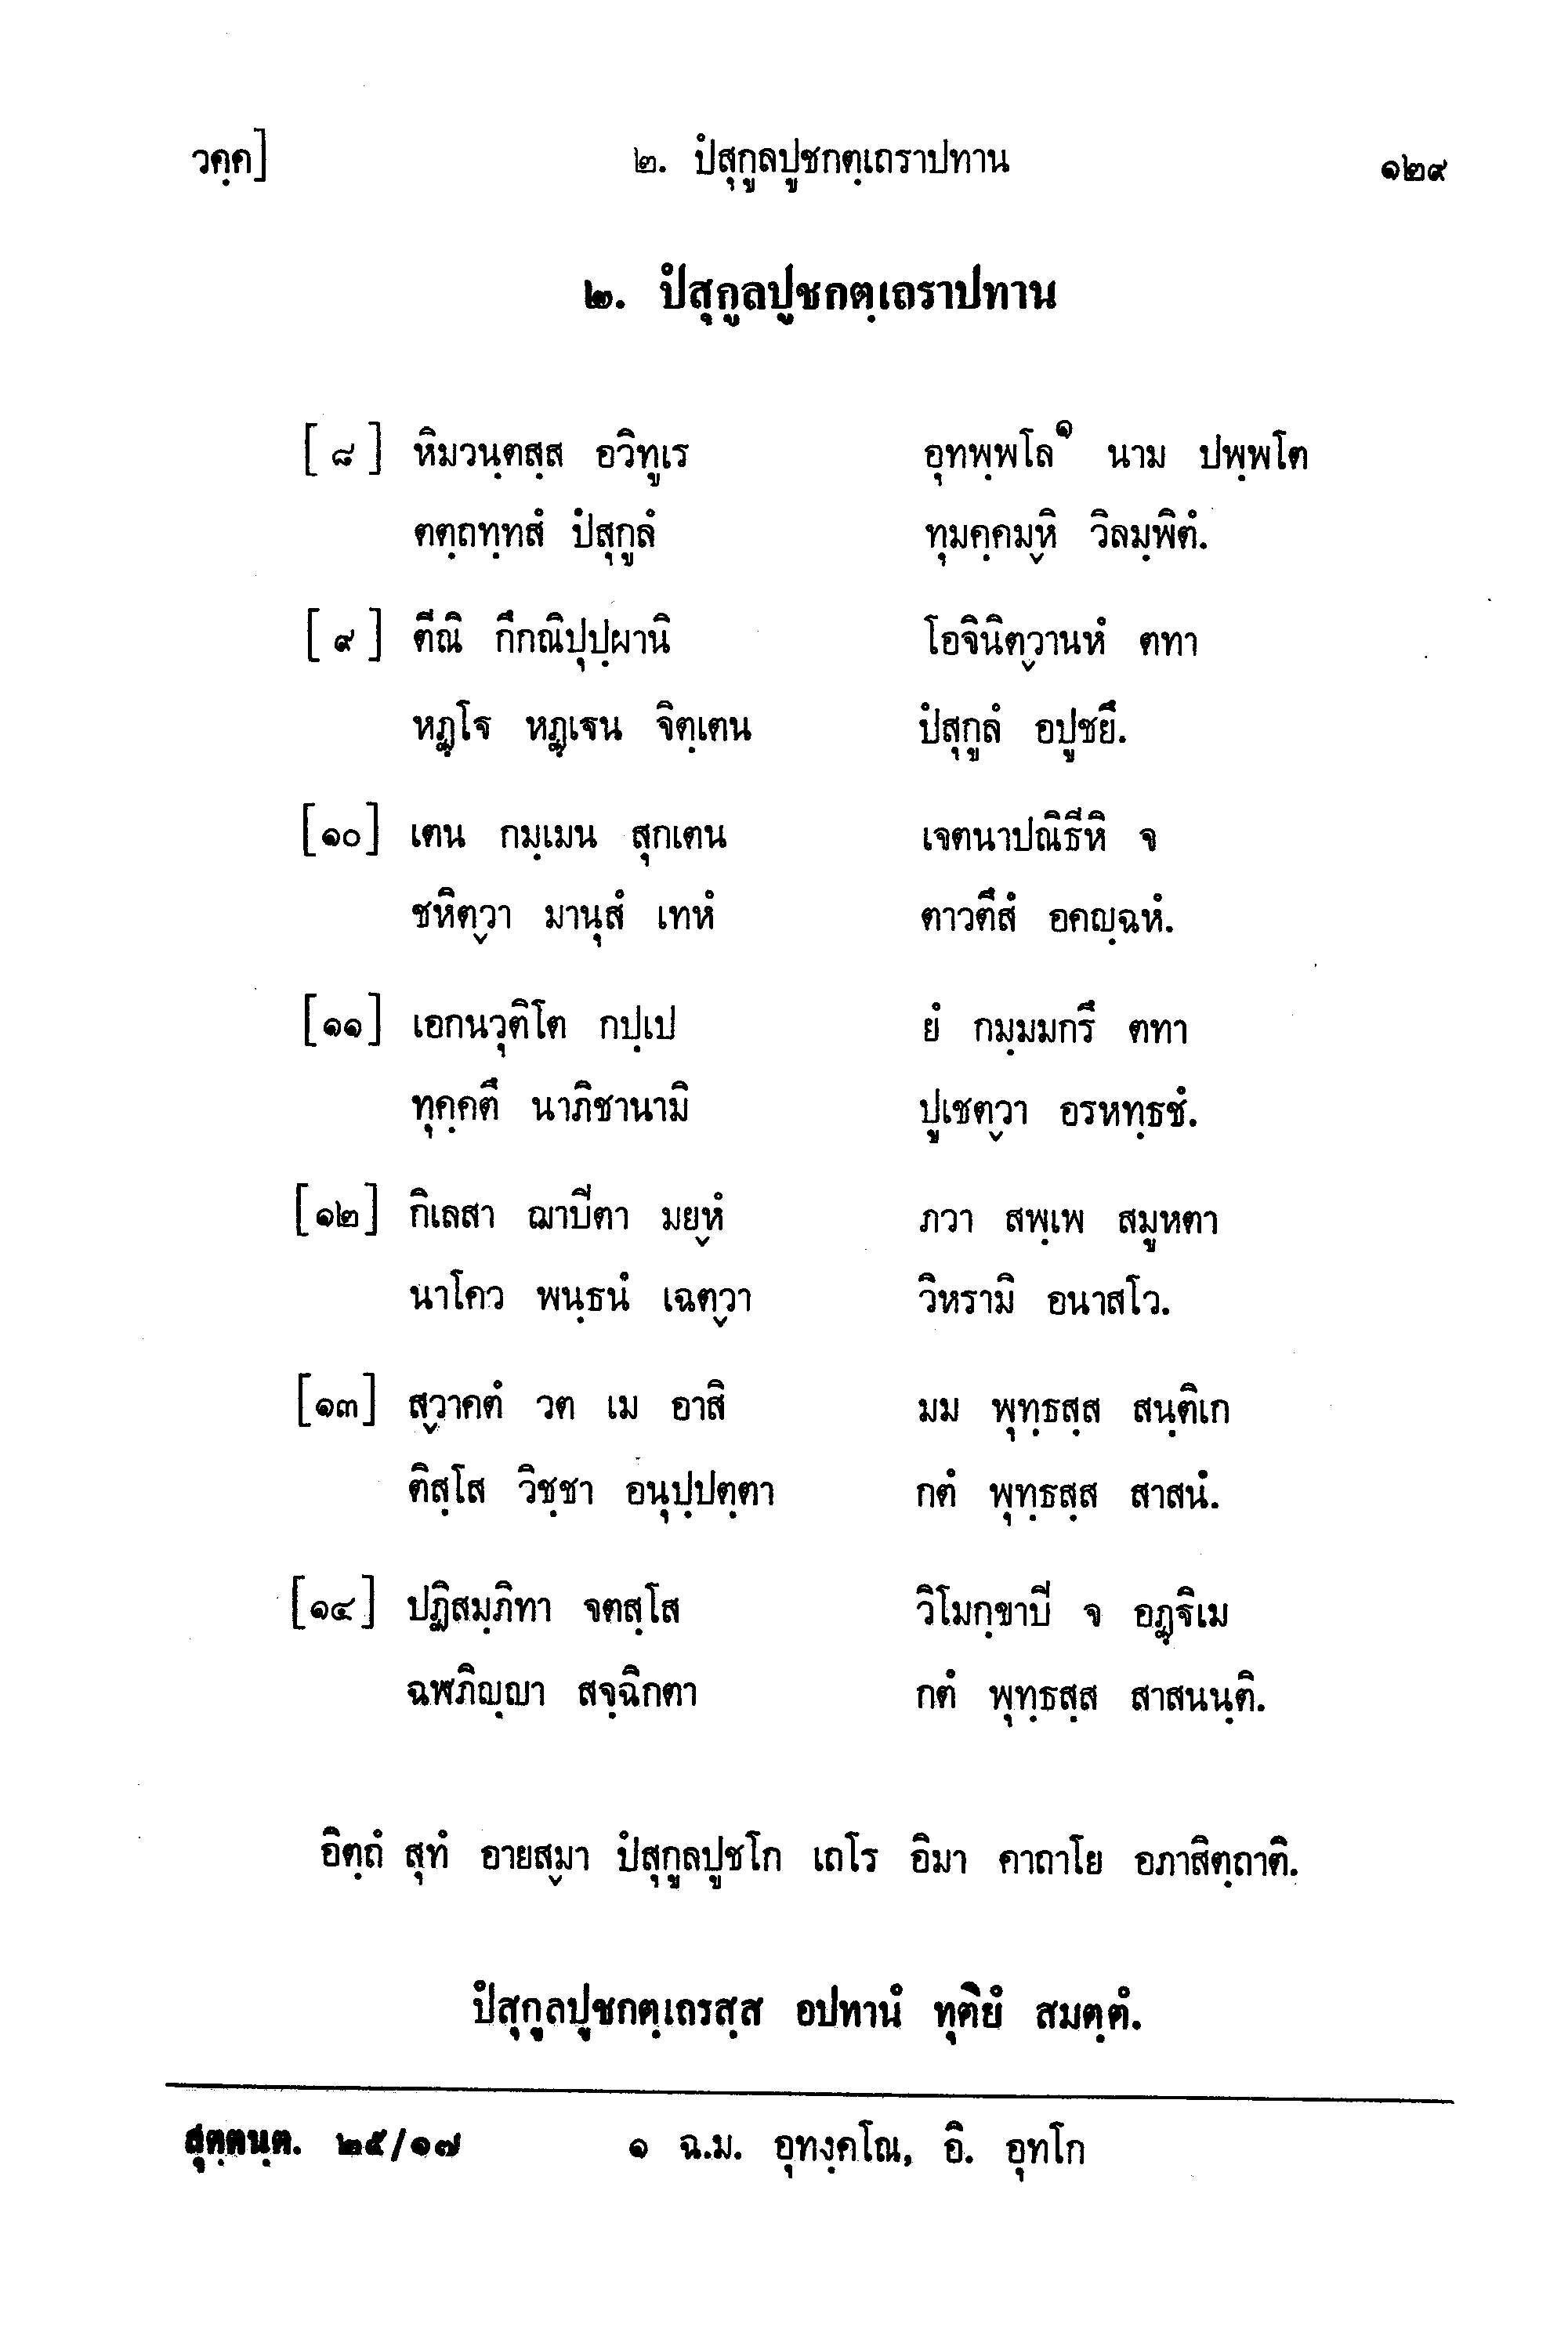 วคฺค] ๒. ปํสุกูลปูชกตฺเถราปทาน ๑๒๙
๒. ปํสุกูลปูชกตฺเถราปทาน
[๘] หิมวนฺตสฺส อวิทูเร อุทพฺพโล๑ นาม ปพฺพโต
ตตฺถทฺทสํ ปํสุกูลํ ทุมคฺคมฺหิ วิลมฺพิตํ.
[๙] ตีณิ กึกณิปุปฺผานิ โอจินิตฺวานหํ ตทา
หฏฺโฐ หฏฺเฐน จิตฺเตน ปํสุกูลํ อปูชยึ.
[๑๐] เตน กมฺเมน สุกเตน เจตนาปณิธีหิ จ
ชหิตฺวา มานุสํ เทหํ ตาวตึสํ อคญฺฉหํ.
[๑๑] เอกนวุติโต กปฺเป ยํ กมฺมมกรึ ตทา
ทุคฺคตึ นาภิชานามิ ปูเชตฺวา อรหทฺธชํ.
[๑๒] กิเลสา ฌาปีตา มยฺหํ ภวา สพฺเพ สมูหตา
นาโคว พนฺธนํ เฉตฺวา วิหรามิ อนาสโว.
[๑๓] สฺวาคตํ วต เม อาสิ มม พุทฺธสฺส สนฺติเก
ติสฺโส วิชฺชา อนุปฺปตฺตา กตํ พุทฺธสฺส สาสนํ.
[๑๔] ปฏิสมฺภิทา จตสฺโส วิโมกฺขาปี จ อฏฺฐิเม
ฉฬภิญฺญา สจฺฉิกตา กตํ พุทฺธสฺส สาสนนฺติ.
อิตฺถํ สุทํ อายสฺมา ปํสุกูลปูชโก เถโร อิมา คาถาโย อภาสิตฺถาติ.
ปํสุกูลปูชกตฺเถรสฺส อปทานํ ทุติยํ สมตฺตํ.
สุตฺตนฺต. ๒๕/๑๗ ๑ ฉ.ม. อุทงฺคโณ, อิ. อุทโก